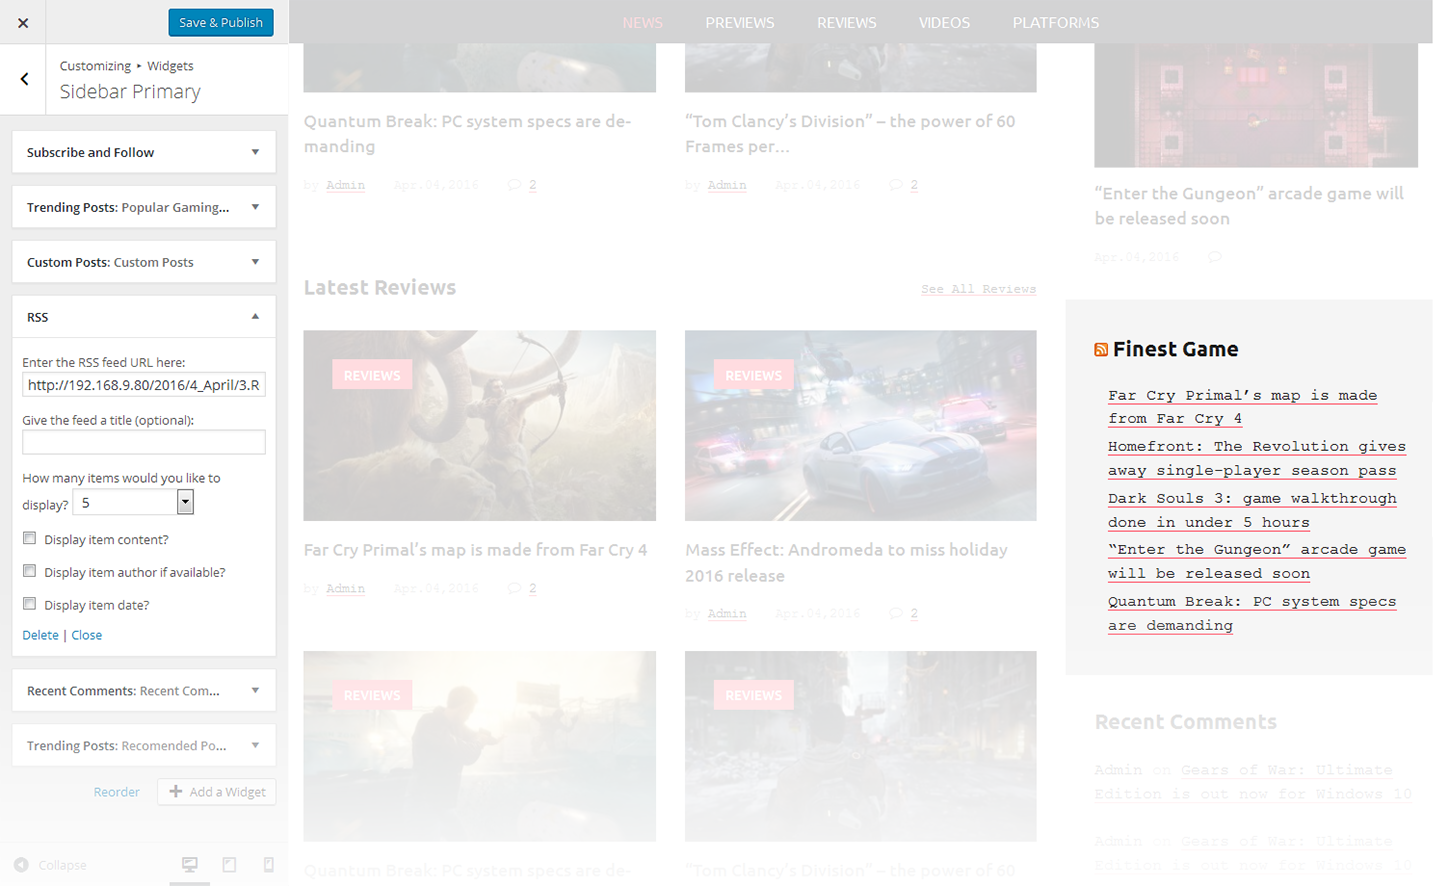 Save & Publish
Customizing ▸ Widgets
Sidebar Primary
Subscribe and Follow
Trending Posts: Popular Gaming...
Custom Posts: Custom Posts
RSS
Enter the RSS feed URL here:
http://192.168.9.80/2016/4_April/3.R
Give the feed a title (optional):
How many items would you like to
display? 5
Display item content?
Display item author if available?
Display item date?
Delete | Close
Recent Comments: Recent Com...
Trending Posts: Recomended Po...
Reorder
Add a Widget
Collapse
NEWS PREVIEWS REVIEWS VIDEOS PLATFORMS
Quantum Break: PC system specs are de-
manding
by Admin Apr.04,2016 2
“Tom Clancy’s Division” – the power of 60
Frames per...
by Admin Apr.04,2016 2
Latest Reviews
See All Reviews
REVIEWS
Far Cry Primal’s map is made from Far Cry 4
by Admin Apr.04,2016 2
REVIEWS
Mass Effect: Andromeda to miss holiday
2016 release
by Admin Apr.04,2016 2
REVIEWS
Quantum Break: PC system specs are de-
REVIEWS
“Tom Clancy’s Division” – the power of 60
“Enter the Gungeon” arcade game will
be released soon
Apr.04,2016
Finest Game
Far Cry Primal’s map is made
from Far Cry 4
Homefront: The Revolution gives
away single-player season pass
Dark Souls 3: game walkthrough
done in under 5 hours
“Enter the Gungeon” arcade game
will be released soon
Quantum Break: PC system specs
are demanding
Recent Comments
Admin on Gears of War: Ultimate
Edition is out now for Windows 10
Admin on Gears of War: Ultimate
Edition is out now for Windows 10